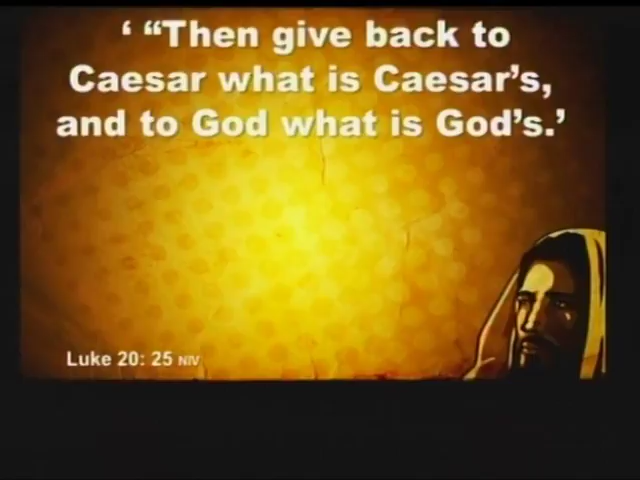 ‘ “Then give back to
Caesar what is Caesar’s,
and to God what is God’s.’
Luke 20: 25 NIV